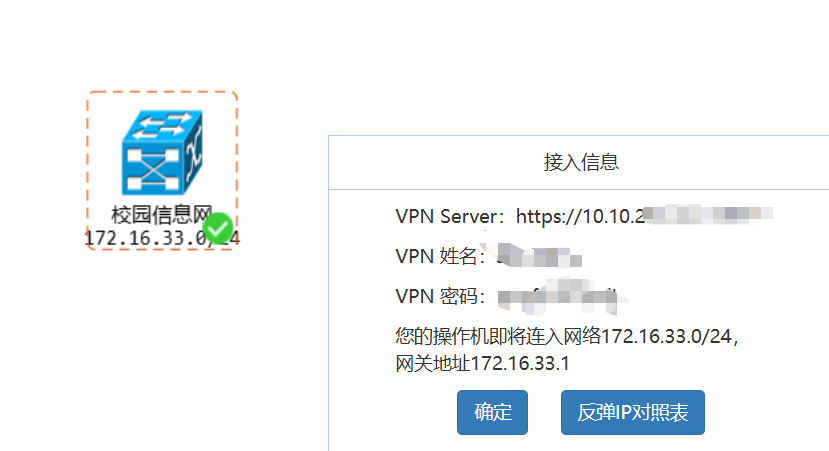 校园信息网
172.16.33.0/24
接入信息
VPN Server：https://10.10.2
VPN 姓名：
VPN 密码：
您的操作机即将连入网络172.16.33.0/24，
网关地址172.16.33.1
确定
反弹IP对照表